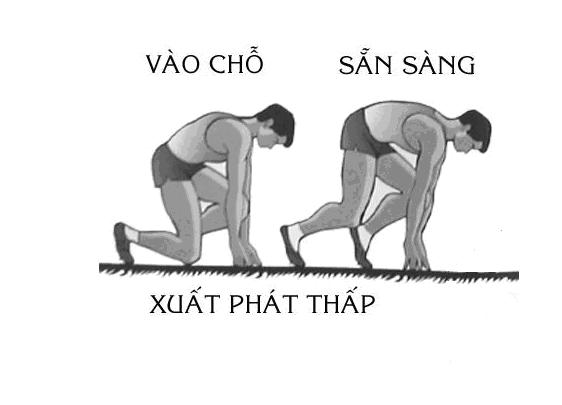 VÀO CHỖ
SẴN SÀNG
XUẤT PHÁT THẤP